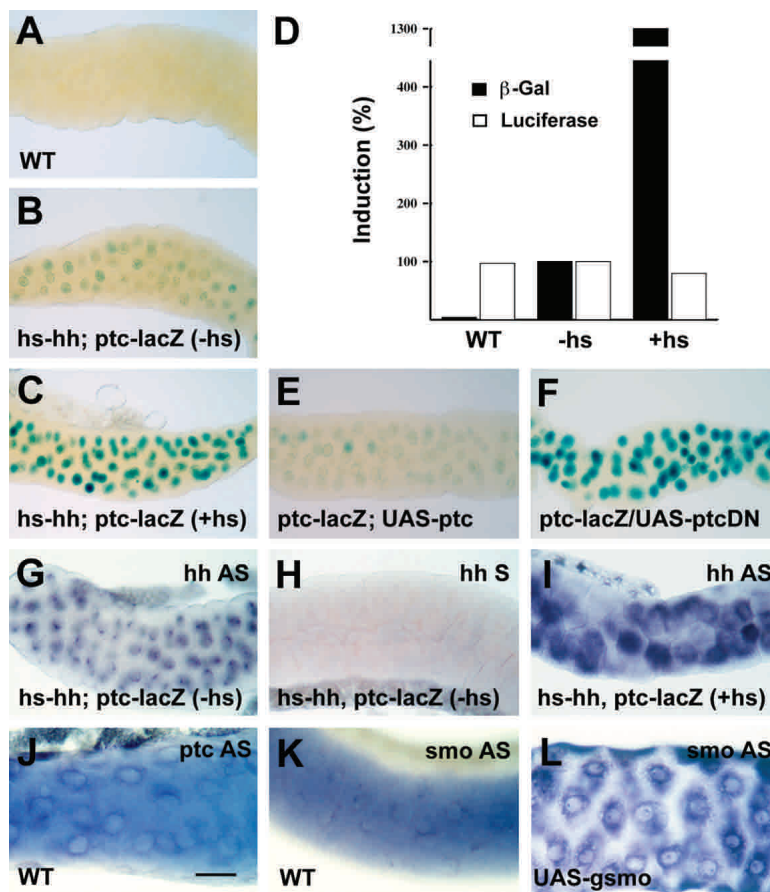 A
WT
B
hs-hh; ptc-lacZ (-hs)
D
1300
400
300
200
100
Induction (%)
β-Gal
Luciferase
WT
-hs
+hs
C
hs-hh; ptc-lacZ (+hs)
E
ptc-lacZ; UAS-ptc
F
ptc-lacZ/UAS-ptcDN
G
hh AS
hs-hh; ptc-lacZ (-hs)
H
hh S
hs-hh, ptc-lacZ (-hs)
I
hh AS
hs-hh, ptc-lacZ (+hs)
J
ptc AS
WT
K
smo AS
WT
L
smo AS
UAS-gsmo